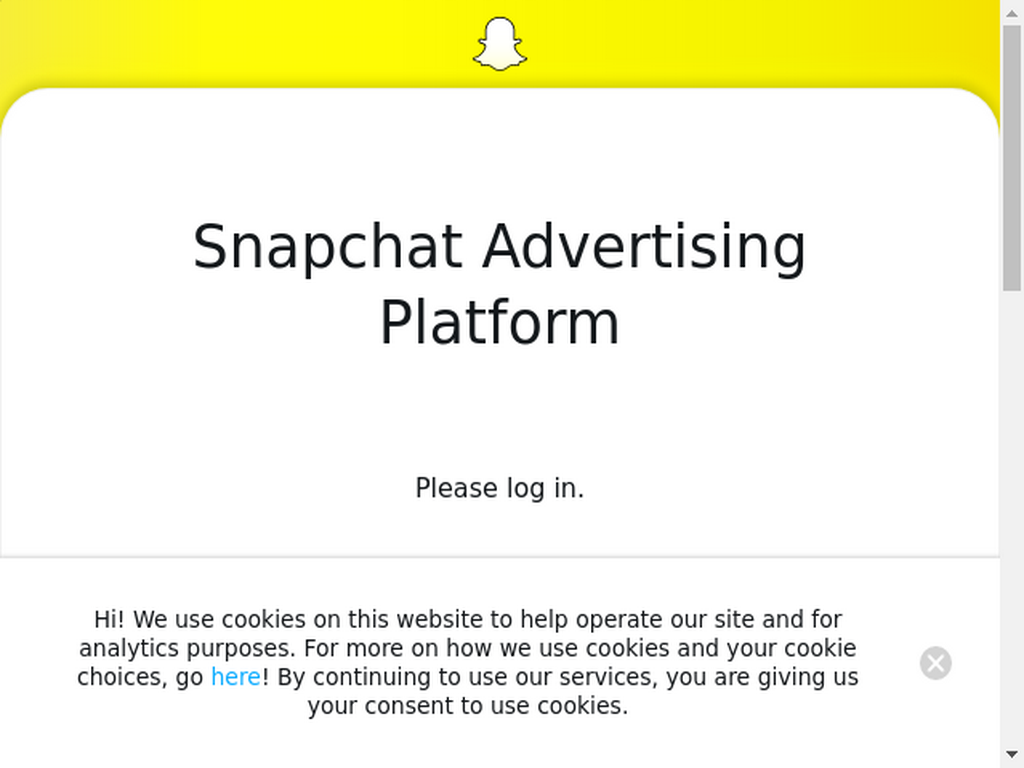 Snapchat Advertising
Platform
Please log in.
Hi! We use cookies on this website to help operate our site and for
analytics purposes. For more on how we use cookies and your cookie
choices, go here! By continuing to use our services, you are giving us
your consent to use cookies.